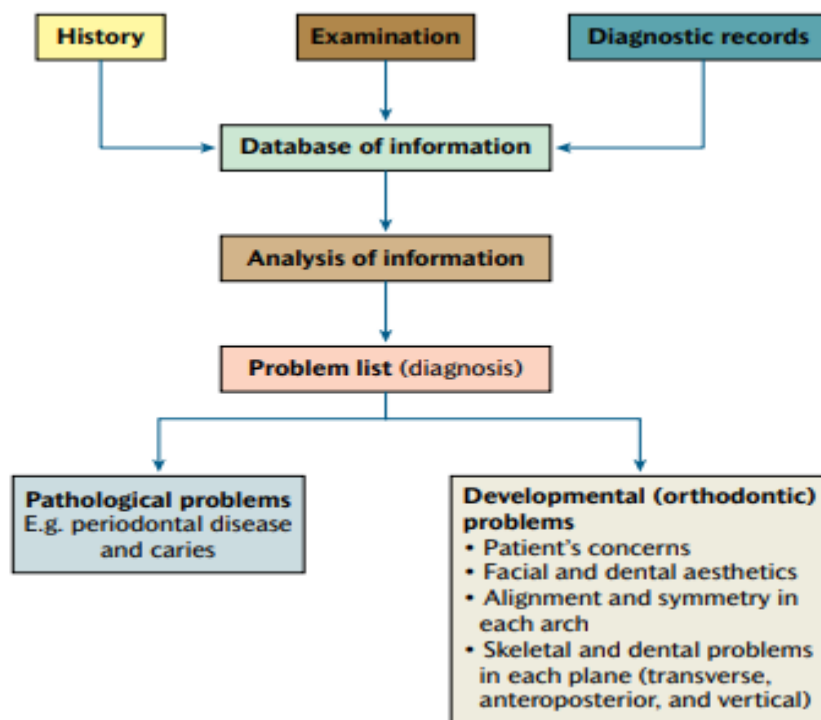 History
Examination
Diagnostic records
Database of information
Analysis of information
Problem list (diagnosis)
Pathological problems
E.g. periodontal disease
and caries
Developmental (orthodontic)
problems
• Patient's concerns
• Facial and dental aesthetics
• Alignment and symmetry in
each arch
• Skeletal and dental problems
in each plane (transverse,
anteroposterior, and vertical)